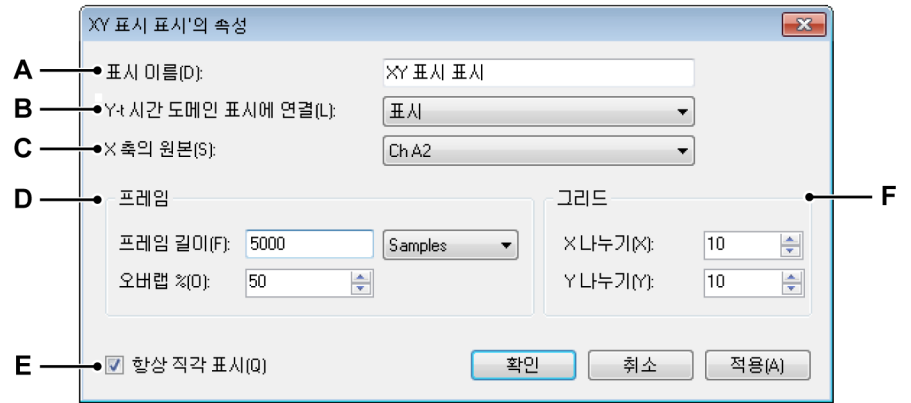 XY 표시 표시'의 속성
A 표시 이름(D): XY 표시 표시
B Y-t 시간 도메인 표시에 연결(L): 표시
C X 축의 원본(S): Ch A2
D 프레임 그리드 F
프레임 길이(F): 5000 Samples X 나누기(X): 10
오버랩 %(O): 50 Y 나누기(Y): 10
E 항상 직각 표시(Q) 확인 취소 적용(A)